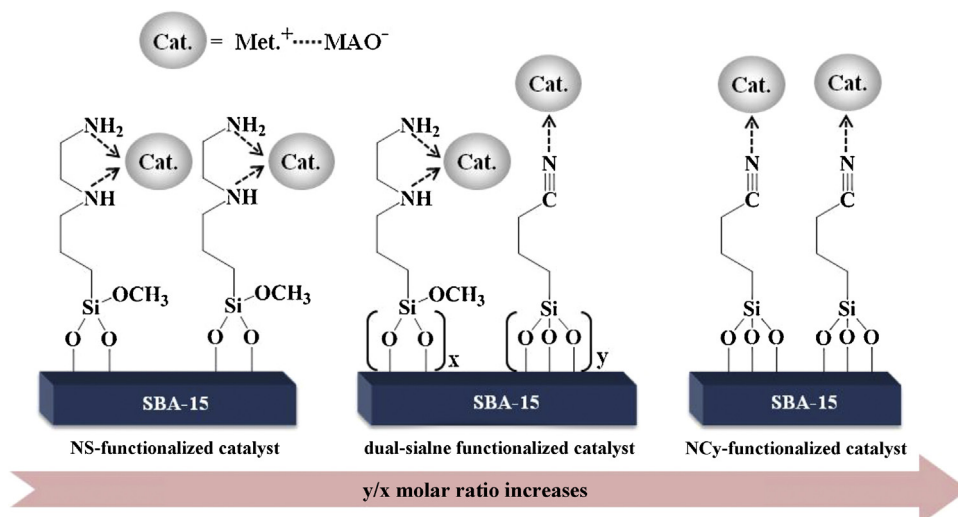 Cat. = Met.⁺·····MAO⁻
NH₂ Cat. NH Si OCH₃ O O
NH₂ Cat. NH Si OCH₃ O O
SBA-15
NS-functionalized catalyst
NH₂ Cat. NH Si OCH₃ O O x
Cat. N C Si O O O y
SBA-15
dual-sialne functionalized catalyst
Cat. N C Si O O O
Cat. N C Si O O O
SBA-15
NCy-functionalized catalyst
y/x molar ratio increases